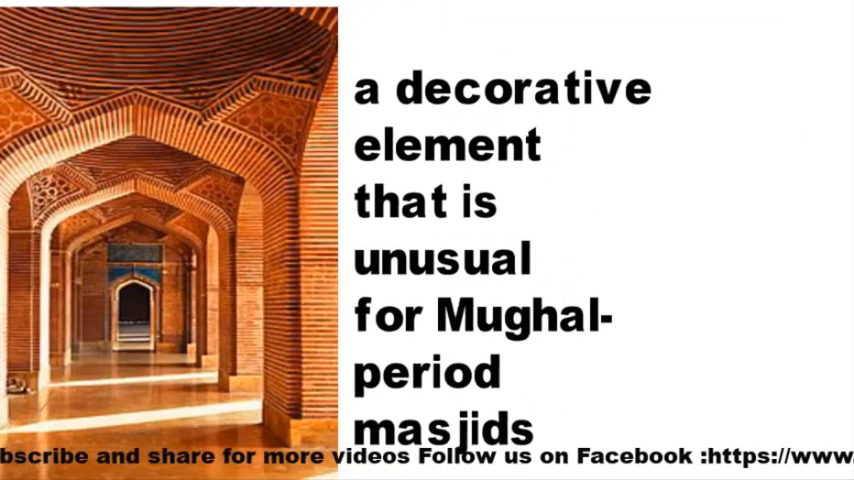 a decorative
element
that is
unusual
for Mughal-
period
masjids
bscribe and share for more videos Follow us on Facebook :https://www.